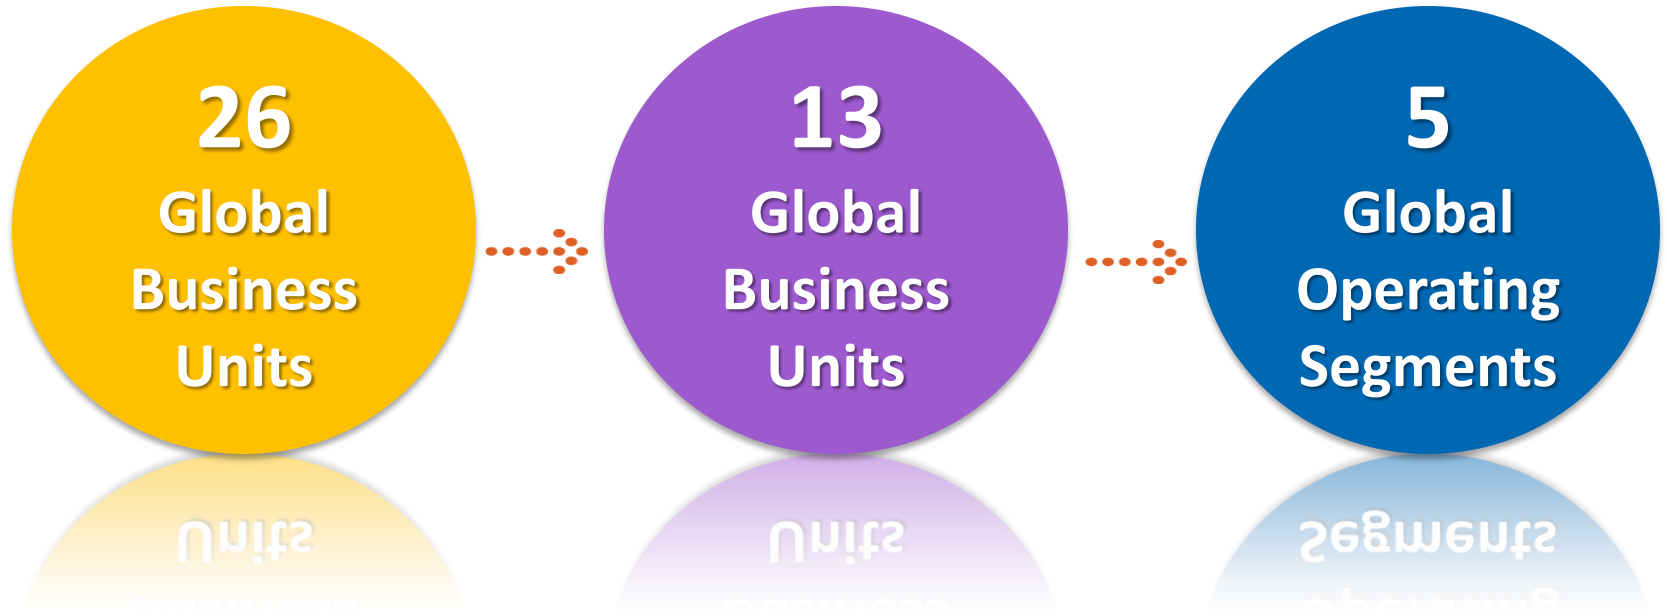 26
Global
Business
Units
13
Global
Business
Units
5
Global
Operating
Segments